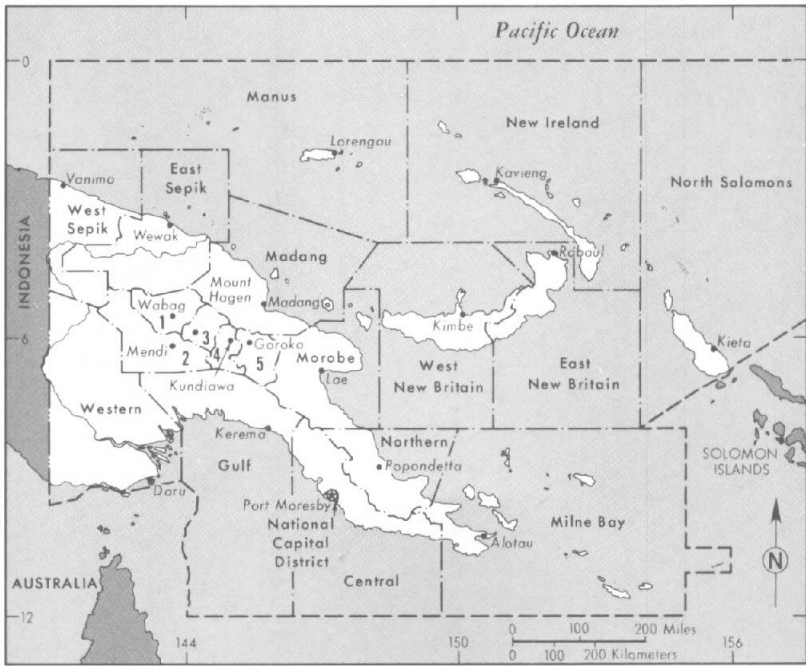 Pacific Ocean
0
Manus
Lorengau
New Ireland
Kavieng
North Solomons
Vanimo
East
Sepik
West
Sepik
Wewak
INDONESIA
Madang
Mount
Hagen
Madang
Rabaul
Wabag
1
3
Kimbe
6
Mendi
2
4
Goroka
5
Morobe
Kieta
Kundiawa
Lae
West
New Britain
East
New Britain
Western
Kerema
Northern
Gulf
Popondetta
SOLOMON
ISLANDS
Daru
Port Moresby
National
Capital
District
Milne Bay
Alotau
N
AUSTRALIA
Central
12
144
150
0 100 200 Miles
0 100 200 Kilometers
156